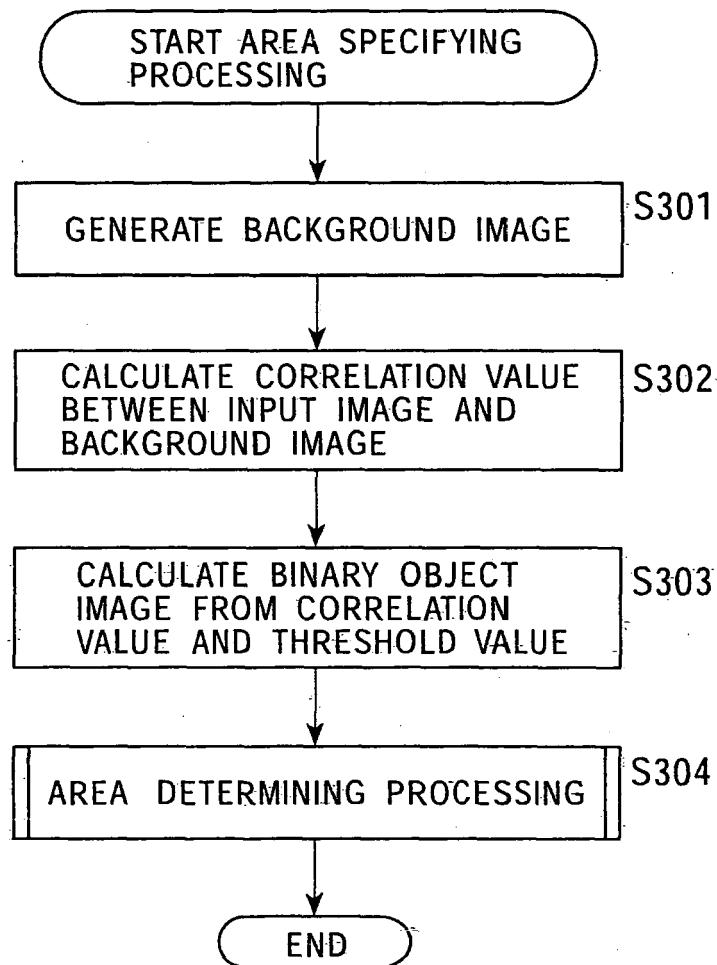 START AREA SPECIFYING
PROCESSING
GENERATE BACKGROUND IMAGE
S301
CALCULATE CORRELATION VALUE
BETWEEN INPUT IMAGE AND
BACKGROUND IMAGE
S302
CALCULATE BINARY OBJECT
IMAGE FROM CORRELATION
VALUE AND THRESHOLD VALUE
S303
AREA DETERMINING PROCESSING
S304
END